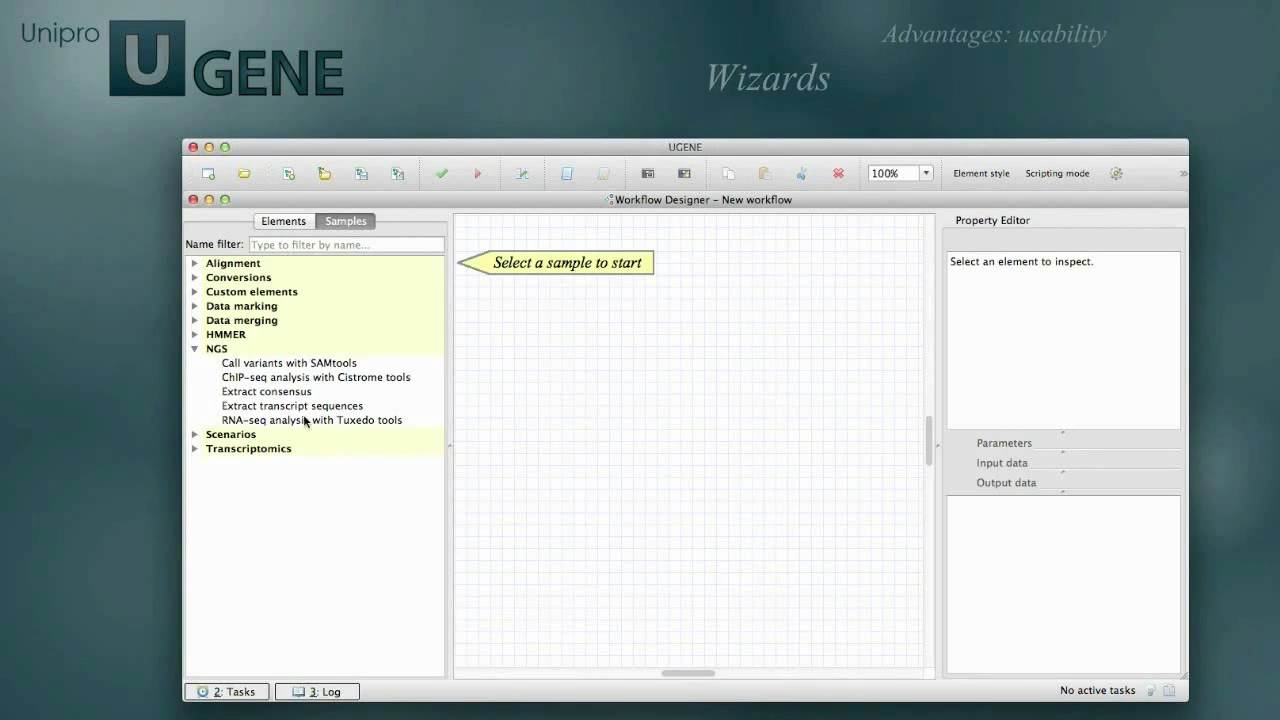 Unipro
U GENE
Advantages: usability
Wizards
UGENE
100%
Element style
Scripting mode
»
Workflow Designer - New workflow
Elements
Samples
Name filter:
Type to filter by name...
Alignment
Conversions
Custom elements
Data marking
Data merging
HMMER
NGS
Call variants with SAMtools
ChIP-seq analysis with Cistrome tools
Extract consensus
Extract transcript sequences
RNA-seq analysis with Tuxedo tools
Scenarios
Transcriptomics
Select a sample to start
Property Editor
Select an element to inspect.
Parameters
Input data
Output data
2: Tasks
3: Log
No active tasks